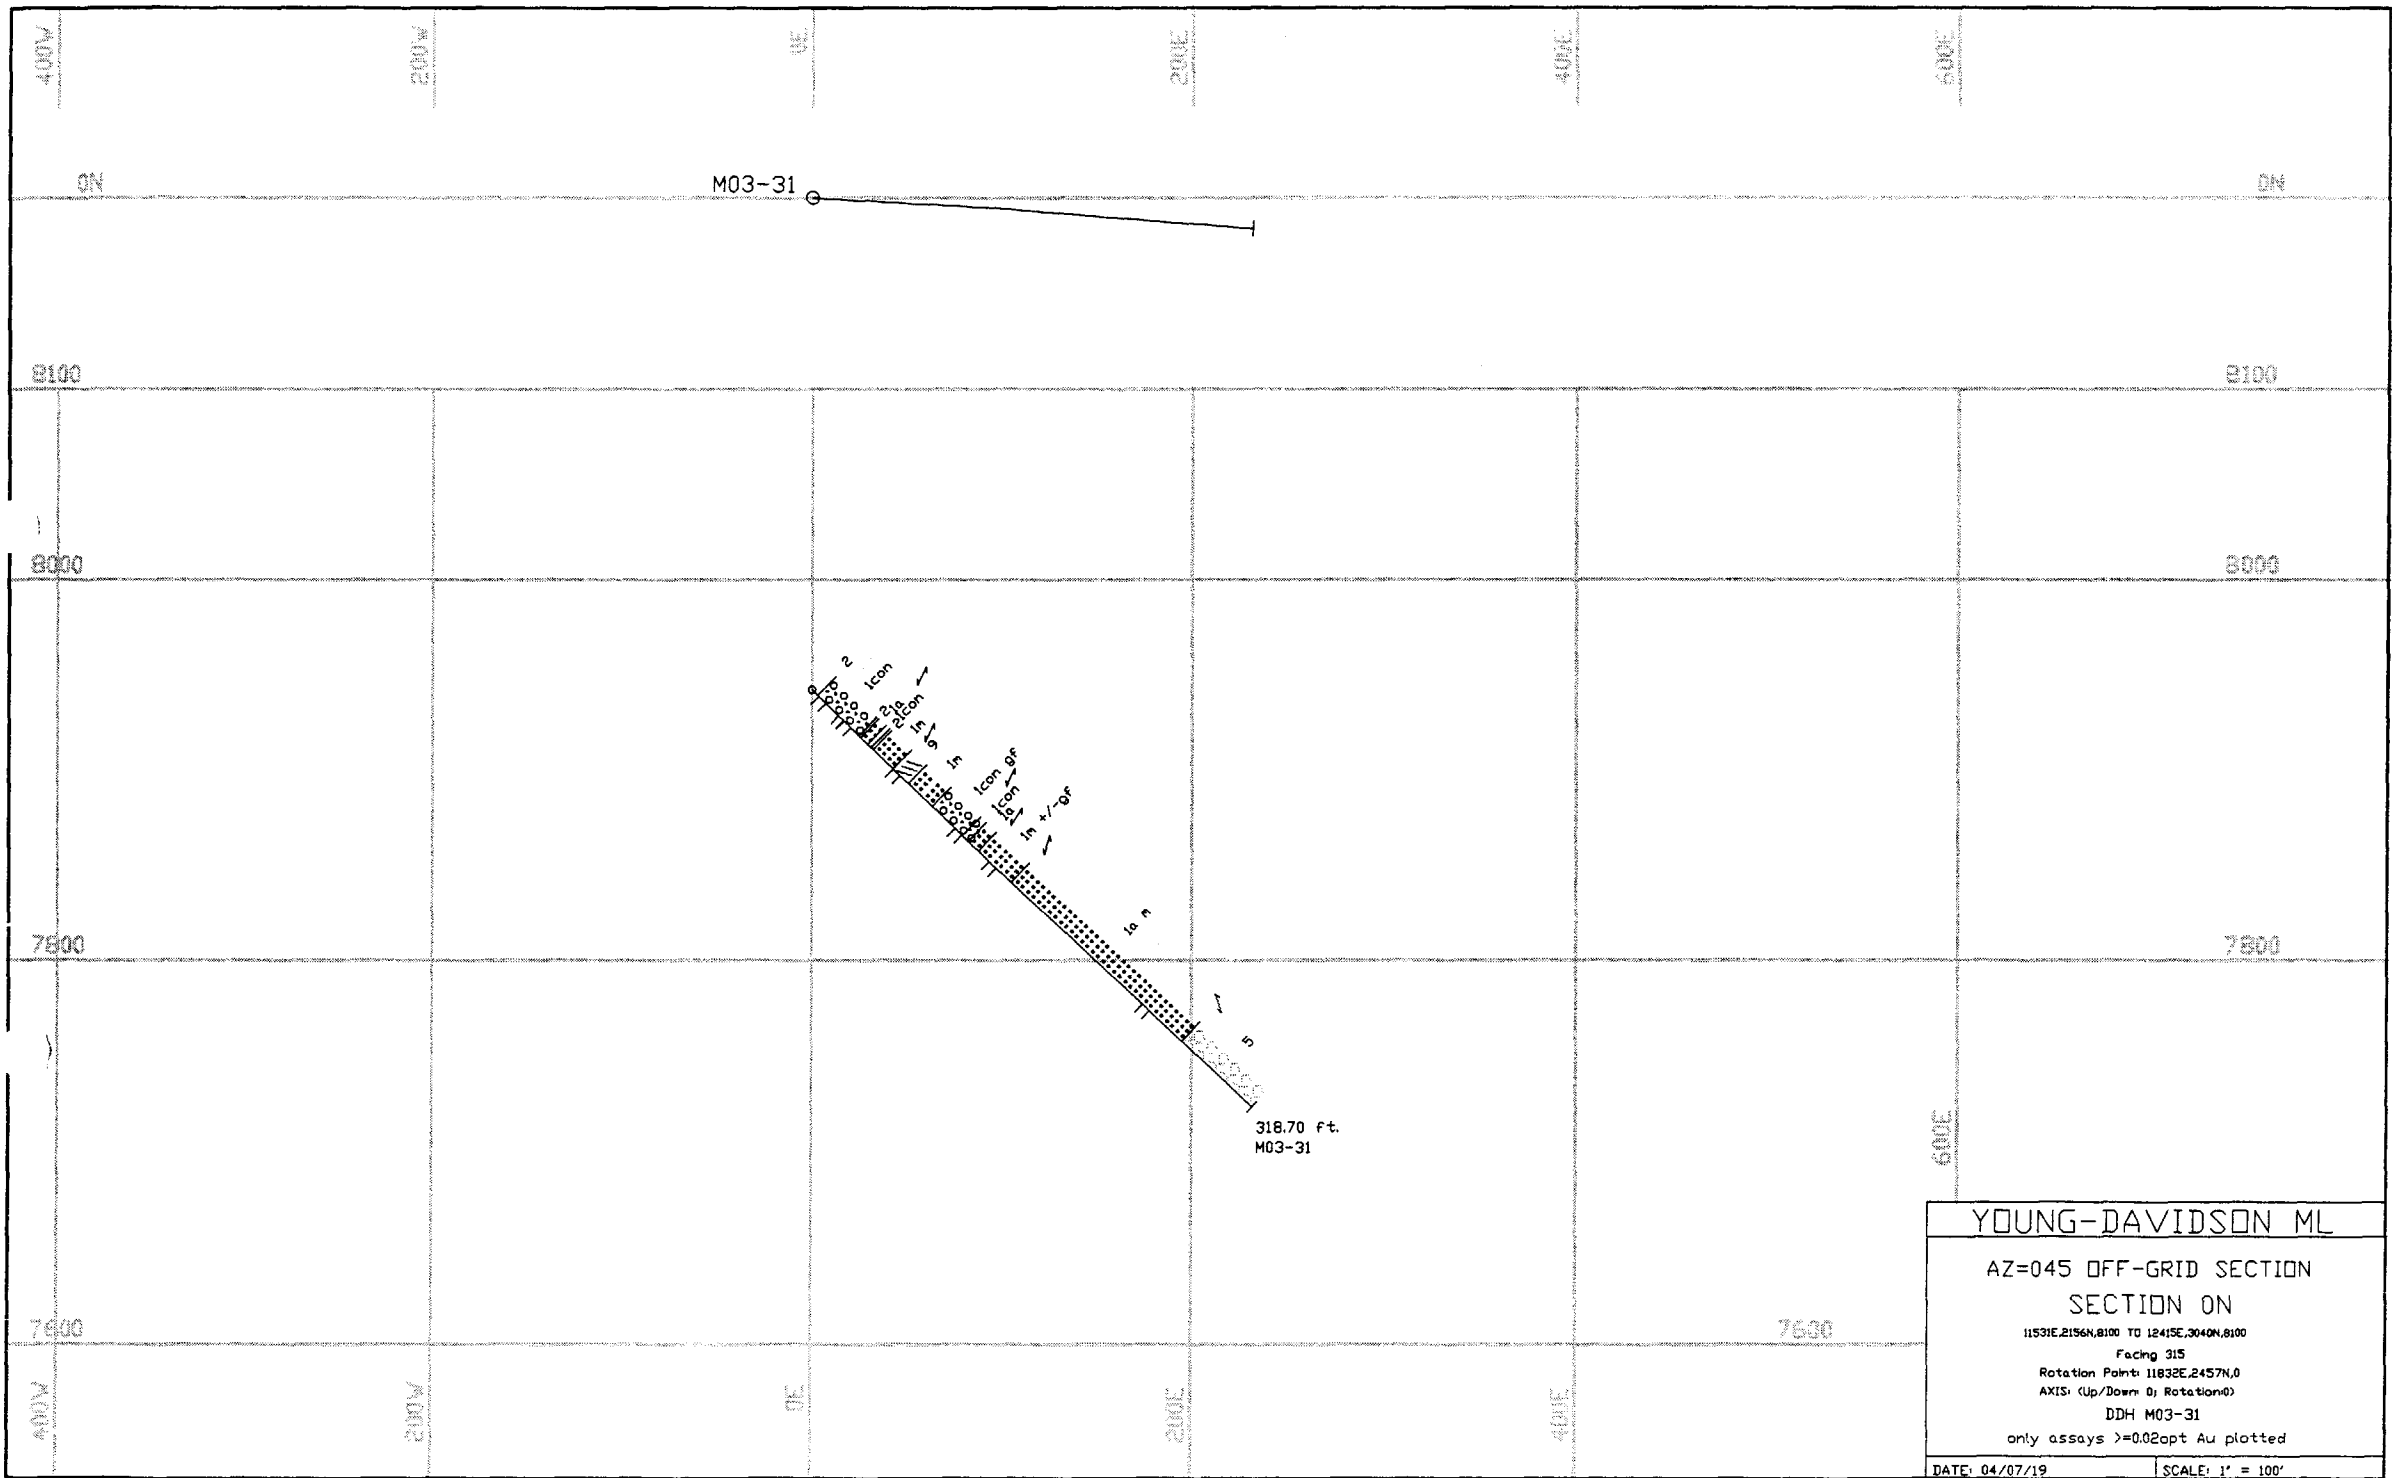 400W 200W 0E 200E 400E 600E
M03-31
0N 0N
8100 8100
8000 8000
2
1con
2
1a
2
1con
1m
9
1m
1con gf
1con
1a
1m +/-gf
1a m
7800 7800
5
318.70 ft.
M03-31
600E
7600 7600
400W 200W 0E 200E 400E
YOUNG-DAVIDSON ML
AZ=045 OFF-GRID SECTION
SECTION 0N
11531E,2156N,8100 TO 12415E,3040N,8100
Facing 315
Rotation Point: 11832E,2457N,0
AXIS: (Up/Down: 0; Rotation:0)
DDH M03-31
only assays >=0.02opt Au plotted
DATE: 04/07/19 SCALE: 1" = 100'